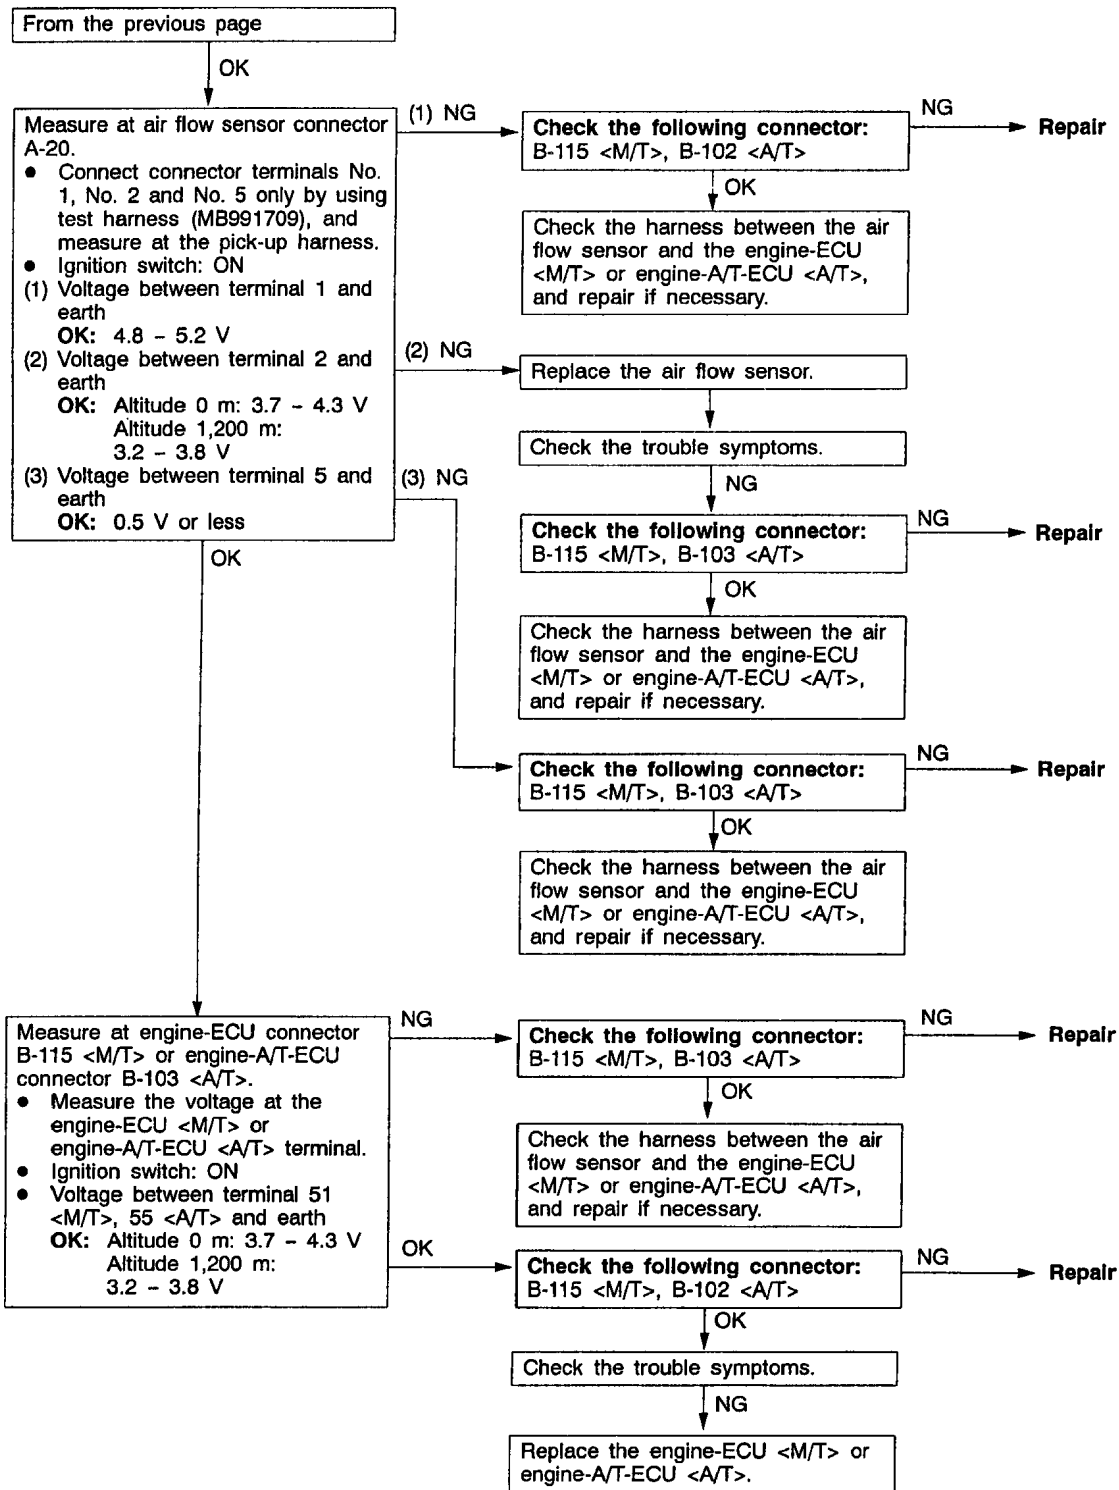 From the previous page
OK
Measure at air flow sensor connector
A-20.
● Connect connector terminals No.
1, No. 2 and No. 5 only by using
test harness (MB991709), and
measure at the pick-up harness.
● Ignition switch: ON
(1) Voltage between terminal 1 and
earth
OK: 4.8 – 5.2 V
(2) Voltage between terminal 2 and
earth
OK: Altitude 0 m: 3.7 – 4.3 V
Altitude 1,200 m:
3.2 – 3.8 V
(3) Voltage between terminal 5 and
earth
OK: 0.5 V or less
(1) NG
Check the following connector:
B-115 <M/T>, B-102 <A/T>
NG
Repair
OK
Check the harness between the air
flow sensor and the engine-ECU
<M/T> or engine-A/T-ECU <A/T>,
and repair if necessary.
(2) NG
Replace the air flow sensor.
Check the trouble symptoms.
NG
Check the following connector:
B-115 <M/T>, B-103 <A/T>
NG
Repair
OK
Check the harness between the air
flow sensor and the engine-ECU
<M/T> or engine-A/T-ECU <A/T>,
and repair if necessary.
(3) NG
Check the following connector:
B-115 <M/T>, B-103 <A/T>
NG
Repair
OK
Check the harness between the air
flow sensor and the engine-ECU
<M/T> or engine-A/T-ECU <A/T>,
and repair if necessary.
OK
Measure at engine-ECU connector
B-115 <M/T> or engine-A/T-ECU
connector B-103 <A/T>.
● Measure the voltage at the
engine-ECU <M/T> or
engine-A/T-ECU <A/T> terminal.
● Ignition switch: ON
● Voltage between terminal 51
<M/T>, 55 <A/T> and earth
OK: Altitude 0 m: 3.7 – 4.3 V
Altitude 1,200 m:
3.2 – 3.8 V
NG
Check the following connector:
B-115 <M/T>, B-103 <A/T>
NG
Repair
OK
Check the harness between the air
flow sensor and the engine-ECU
<M/T> or engine-A/T-ECU <A/T>,
and repair if necessary.
OK
Check the following connector:
B-115 <M/T>, B-102 <A/T>
NG
Repair
OK
Check the trouble symptoms.
NG
Replace the engine-ECU <M/T> or
engine-A/T-ECU <A/T>.